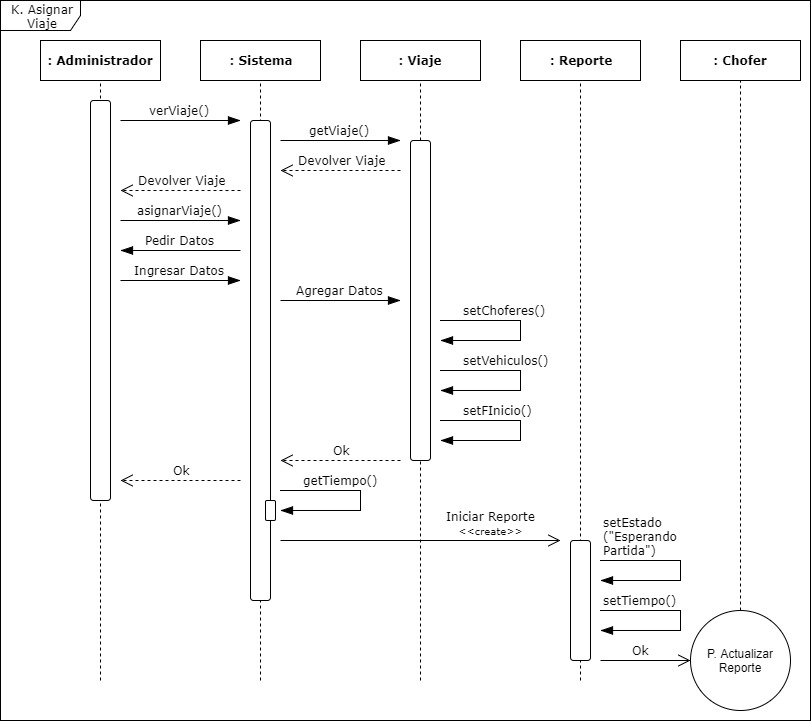 K. Asignar
Viaje
: Administrador
: Sistema
: Viaje
: Reporte
: Chofer
verViaje()
getViaje()
Devolver Viaje
Devolver Viaje
asignarViaje()
Pedir Datos
Ingresar Datos
Agregar Datos
setChoferes()
setVehiculos()
setFInicio()
Ok
Ok
getTiempo()
Iniciar Reporte
<<create>>
setEstado
("Esperando
Partida")
setTiempo()
Ok
P. Actualizar
Reporte